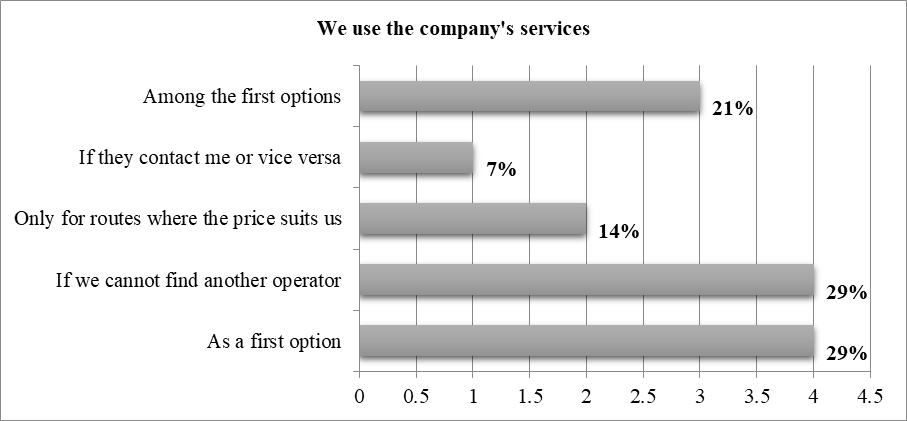 We use the company's services
Among the first options
21%
If they contact me or vice versa
7%
Only for routes where the price suits us
14%
If we cannot find another operator
29%
As a first option
29%
0 0.5 1 1.5 2 2.5 3 3.5 4 4.5